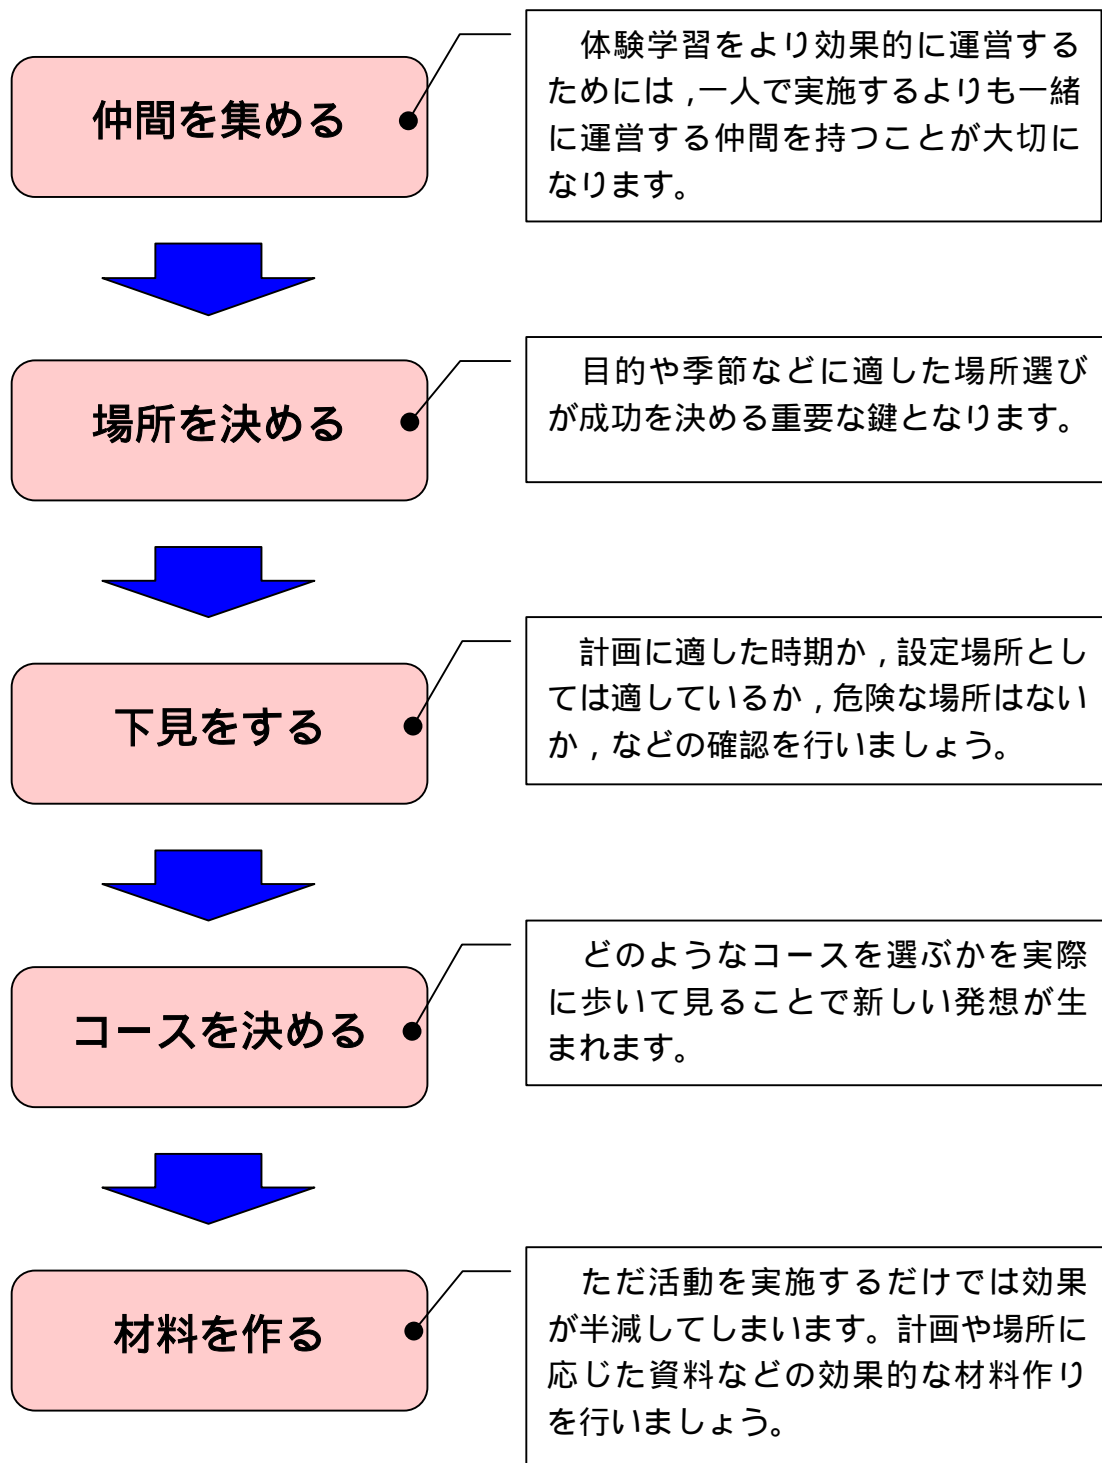 仲間を集める
　体験学習をより効果的に運営する
ためには，一人で実施するよりも一緒
に運営する仲間を持つことが大切に
なります。
場所を決める
　目的や季節などに適した場所選び
が成功を決める重要な鍵となります。
下見をする
　計画に適した時期か，設定場所とし
ては適しているか，危険な場所はない
か，などの確認を行いましょう。
コースを決める
　どのようなコースを選ぶかを実際
に歩いて見ることで新しい発想が生
まれます。
材料を作る
　ただ活動を実施するだけでは効果
が半減してしまいます。計画や場所に
応じた資料などの効果的な材料作り
を行いましょう。